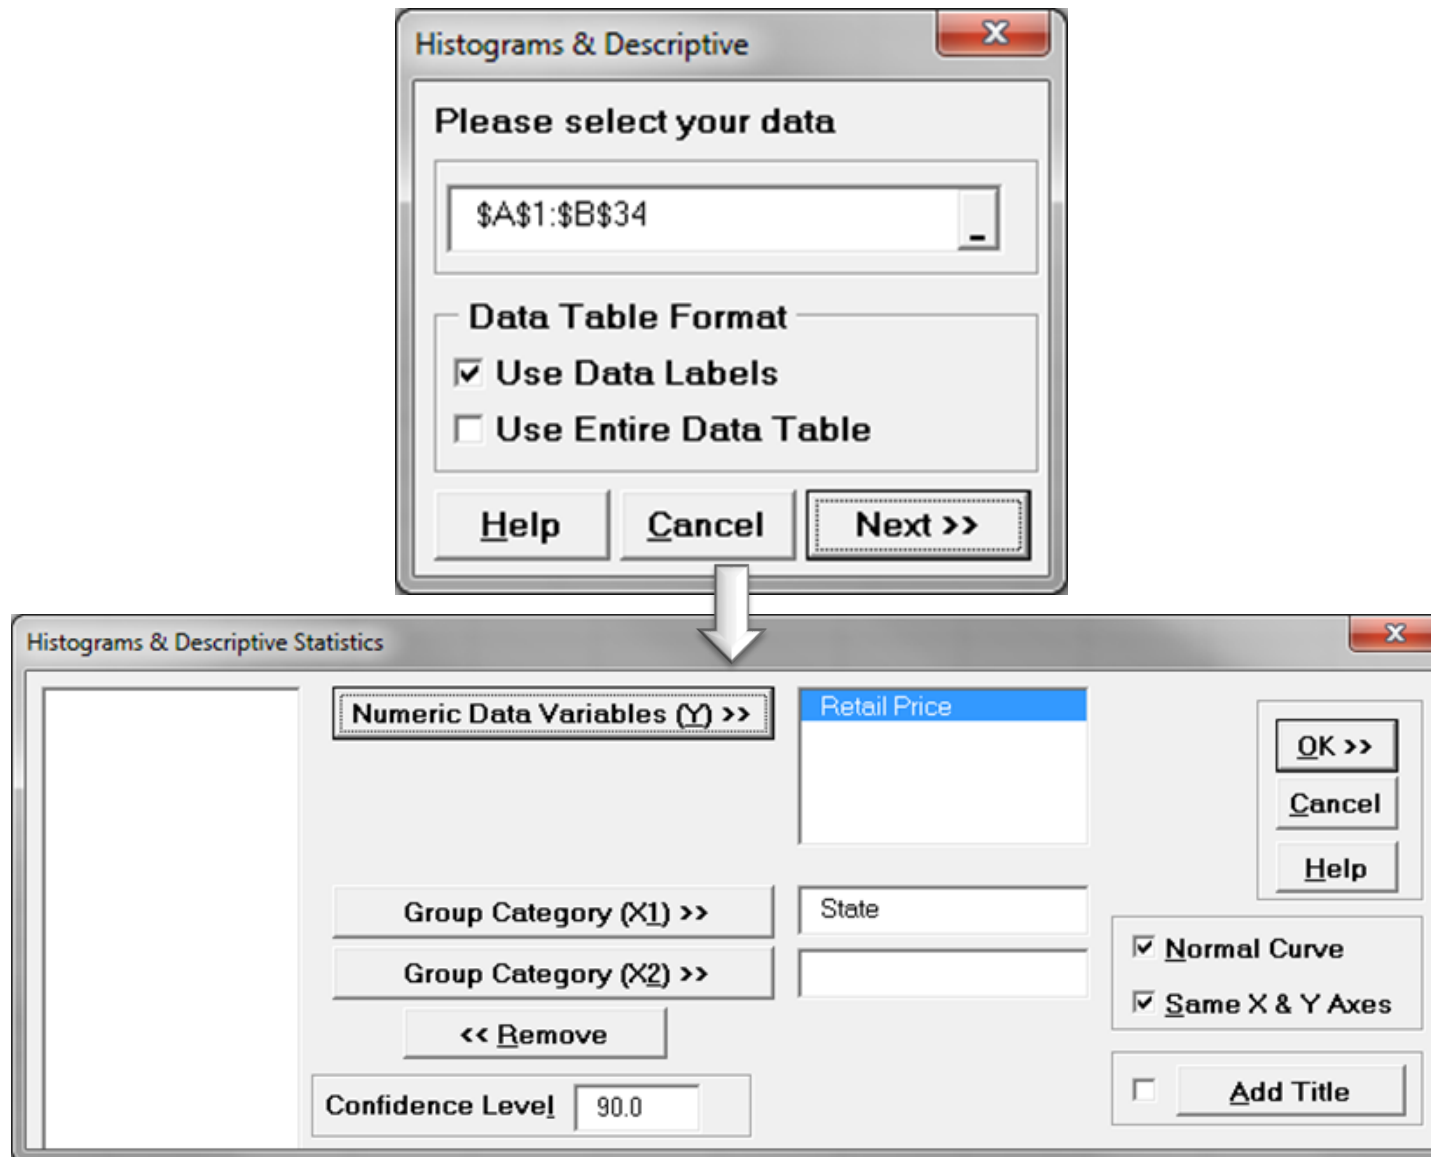 Histograms & Descriptive
X
Please select your data
$A$1:$B$34
Data Table Format
Use Data Labels
Use Entire Data Table
Help Cancel Next >>
Histograms & Descriptive Statistics
X
Numeric Data Variables (Y) >> Retail Price
OK >>
Cancel
Help
Group Category (X1) >> State
Group Category (X2) >>
Normal Curve
Same X & Y Axes
<< Remove
Confidence Level 90.0
Add Title